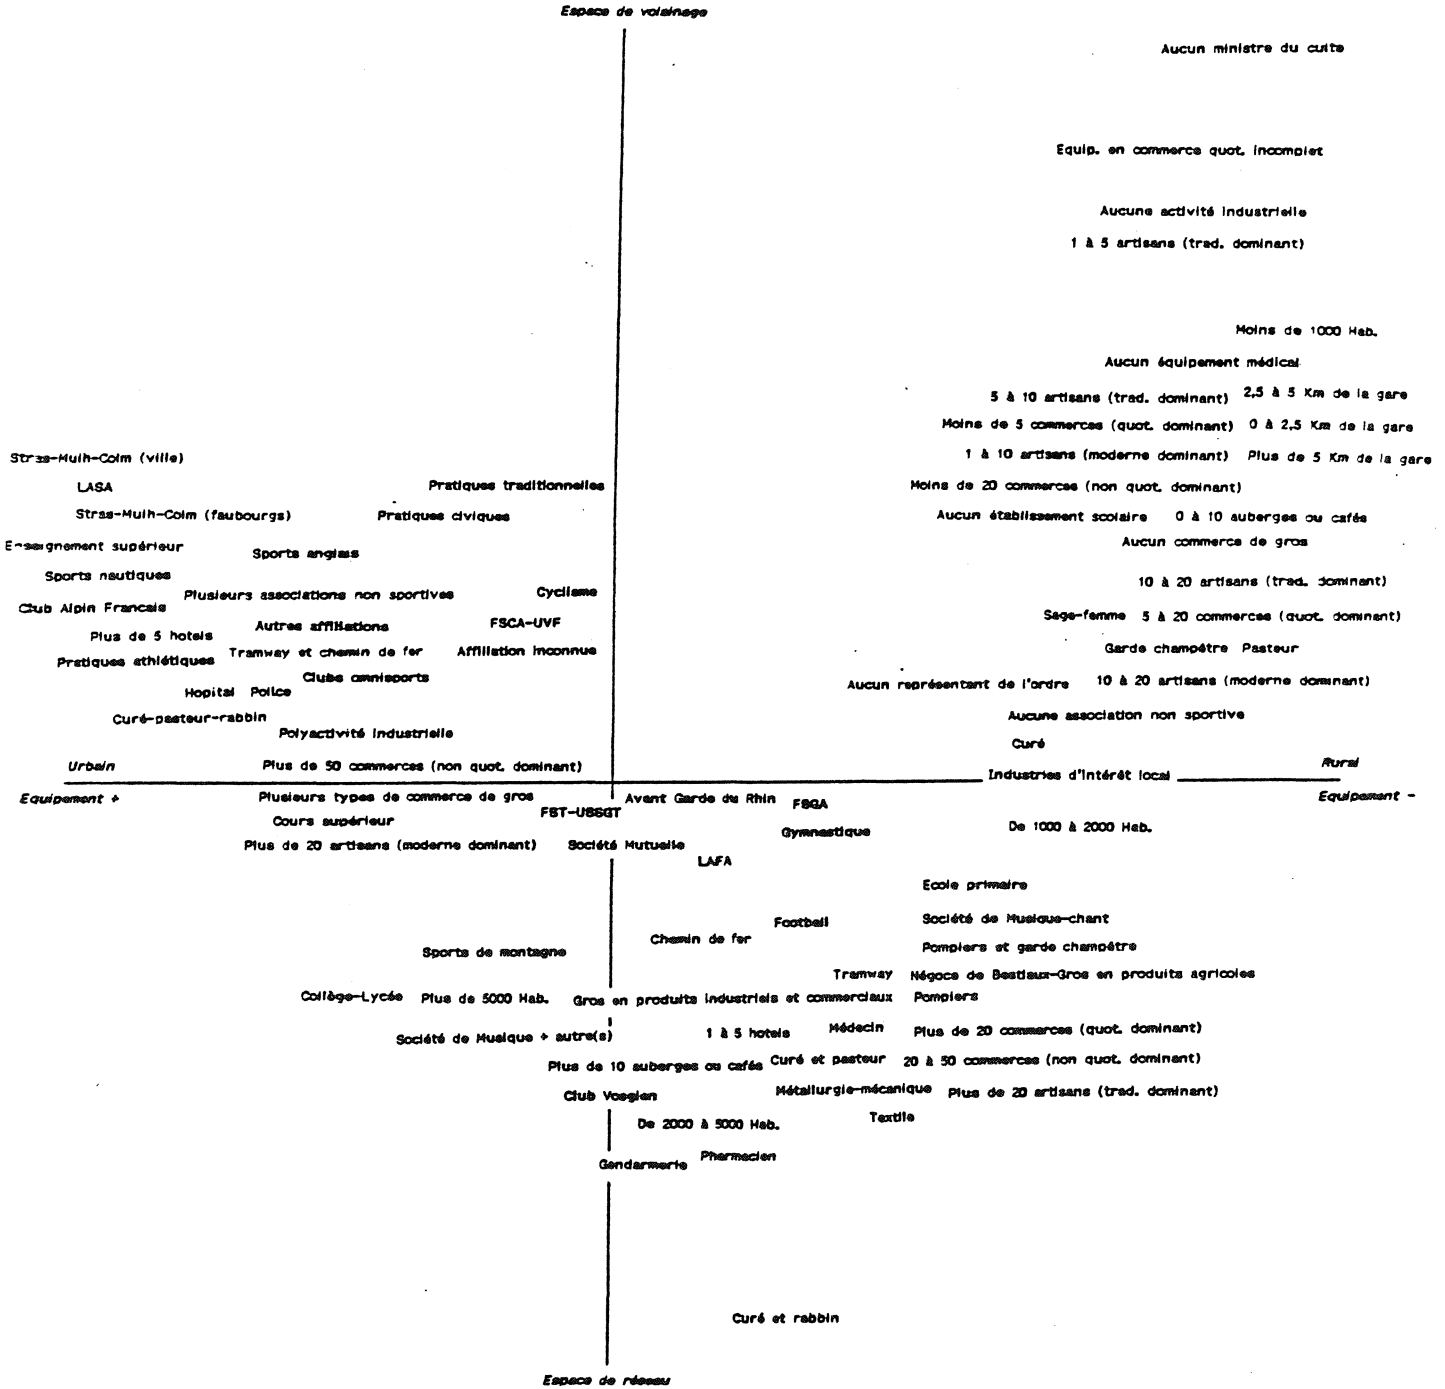 Espace de voisinage
Aucun ministre du culte
Equip. en commerce quot. incomplet
Aucune activité industrielle
1 à 5 artisans (trad. dominant)
Moins de 1000 Hab.
Aucun équipement médical
5 à 10 artisans (trad. dominant) 2,5 à 5 Km de la gare
Moins de 5 commerces (quot. dominant) 0 à 2,5 Km de la gare
Stras-Mulh-Colm (ville) 1 à 10 artisans (moderne dominant) Plus de 5 Km de la gare
LASA Pratiques traditionnelles Moins de 20 commerces (non quot. dominant)
Stras-Mulh-Colm (faubourgs) Pratiques civiques Aucun établissement scolaire 0 à 10 auberges ou cafés
Enseignement supérieur Sports anglais Aucun commerce de gros
Sports nautiques 10 à 20 artisans (trad. dominant)
Plusieurs associations non sportives Cyclisme
Club Alpin Francais Sage-femme 5 à 20 commerces (quot. dominant)
Autres affiliations FSCA-UVF
Plus de 5 hotels
Tramway et chemin de fer Affiliation inconnue Garde champêtre Pasteur
Pratiques athlétiques
Clubs omnisports Aucun représentant de l'ordre 10 à 20 artisans (moderne dominant)
Hopital Police
Curé-pasteur-rabbin Aucune association non sportive
Polyactivité industrielle Curé
Urbain Plus de 50 commerces (non quot. dominant) Industries d'intérêt local Rural
Equipement + Plusieurs types de commerce de gros Avant Garde du Rhin FSGA Equipement -
Cours supérieur FST-USSGT
Gymnastique De 1000 à 2000 Hab.
Plus de 20 artisans (moderne dominant) Société Mutuelle
LAFA
Ecole primaire
Football Société de Musique-chant
Sports de montagne Chemin de fer Pompiers et garde champêtre
Tramway Négoce de Bestiaux-Gros en produits agricoles
Collège-Lycée Plus de 5000 Hab. Gros en produits industriels et commerciaux Pompiers
Société de Musique + autre(s) 1 à 5 hotels Médecin Plus de 20 commerces (quot. dominant)
Plus de 10 auberges ou cafés Curé et pasteur 20 à 50 commerces (non quot. dominant)
Club Vosgien Métallurgie-mécanique Plus de 20 artisans (trad. dominant)
De 2000 à 5000 Hab. Textile
Gendarmerie Pharmacien
Curé et rabbin
Espace de réseau